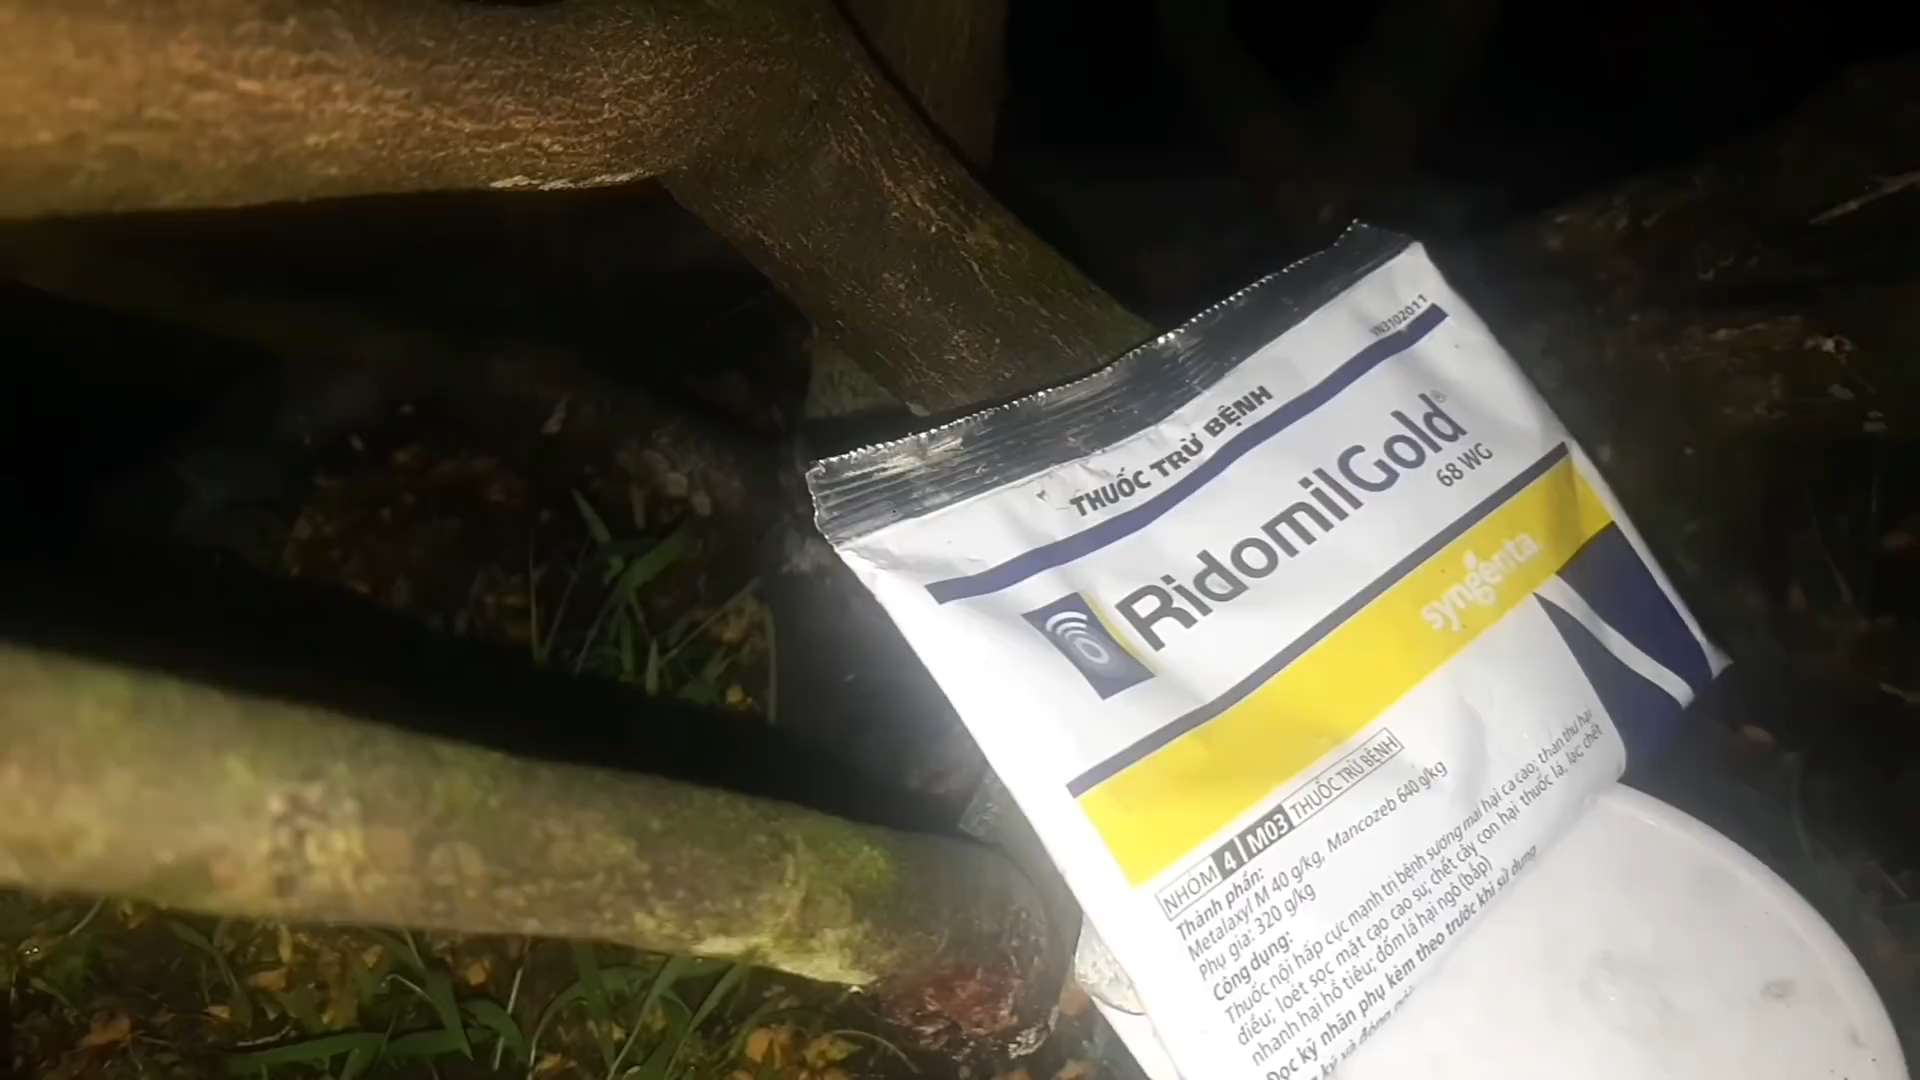 VN3102011
THUỐC TRỪ BỆNH
RidomilGold®
68 WG
syngenta
NHÓM 4 M03 THUỐC TRỪ BỆNH
Thành phần:
Metalaxyl M 40 g/kg, Mancozeb 640 g/kg
Phụ gia: 320 g/kg
Công dụng:
Thuốc nội hấp cực mạnh trị bệnh sương mai hại ca cao; thán thư hại
điều; loét sọc mặt cạo cao su; chết cây con hại thuốc lá, lạc; chết
nhanh hại hồ tiêu; đốm lá hại ngô (bắp)
Đọc kỹ nhãn phụ kèm theo trước khi sử dụng